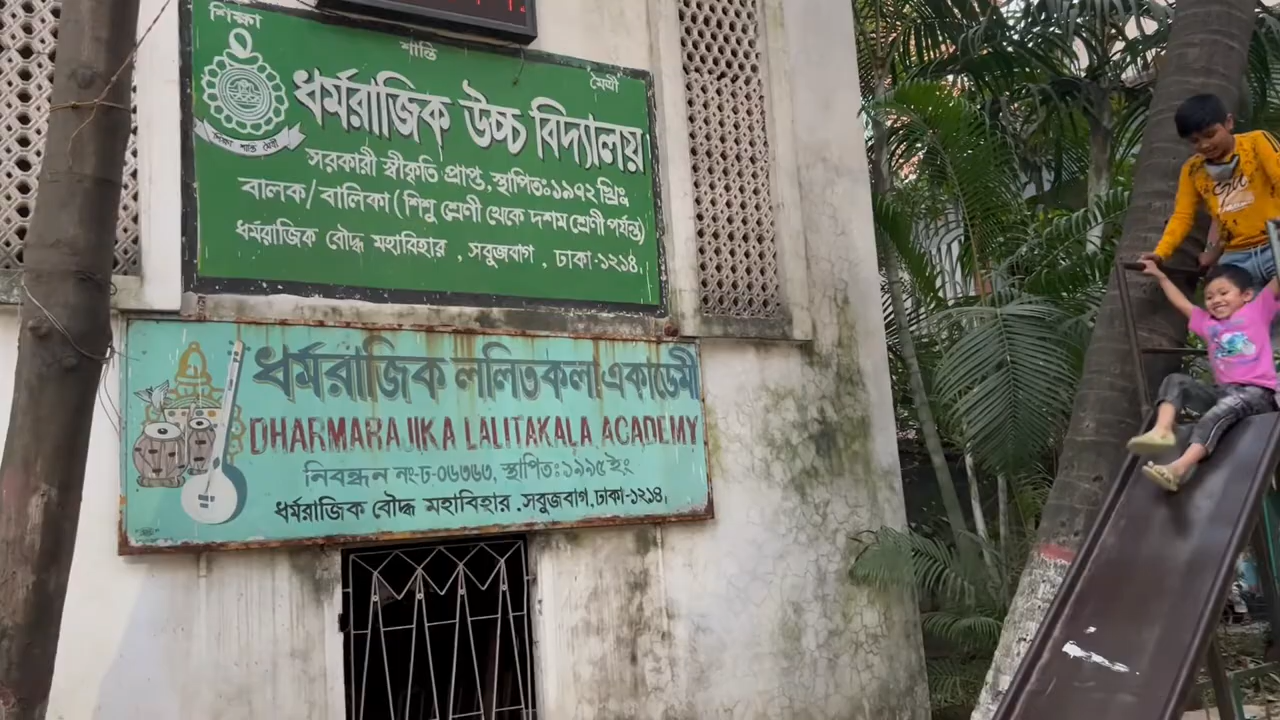 শিক্ষা
শান্তি
মৈত্রী
ধর্মরাজিক উচ্চ বিদ্যালয়
শিক্ষা শান্তি মৈত্রী
সরকারী স্বীকৃতি প্রাপ্ত, স্থাপিতঃ১৯৭২ খ্রিঃ
বালক/বালিকা (শিশু শ্রেণী থেকে দশম শ্রেণী পর্যন্ত)
ধর্মরাজিক বৌদ্ধ মহাবিহার , সবুজবাগ , ঢাকা-১২১৪.
ধর্মরাজিক ললিতকলা একাডেমী
DHARMARAJIKA LALITAKALA ACADEMY
নিবন্ধন নং-ঢ-০৬৩৬৩, স্থাপিতঃ১৯৯৫ইং
ধর্মরাজিক বৌদ্ধ মহাবিহার .সবুজবাগ,ঢাকা-১২১৪.